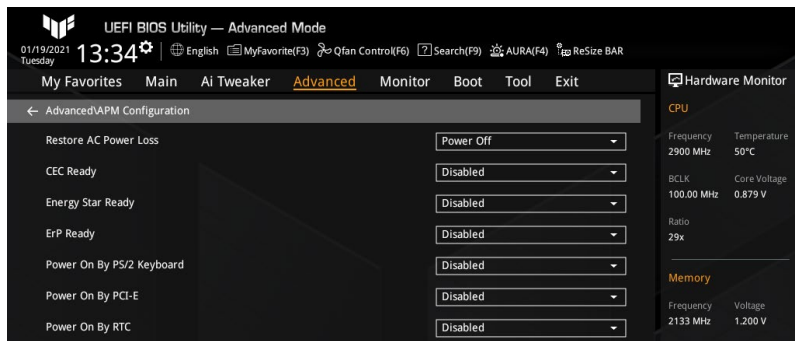 UEFI BIOS Utility — Advanced Mode
01/19/2021 Tuesday 13:34 English MyFavorite(F3) Qfan Control(F6) ? Search(F9) AURA(F4) ReSize BAR
My Favorites Main Ai Tweaker Advanced Monitor Boot Tool Exit
← Advanced\APM Configuration
Restore AC Power Loss Power Off
CEC Ready Disabled
Energy Star Ready Disabled
ErP Ready Disabled
Power On By PS/2 Keyboard Disabled
Power On By PCI-E Disabled
Power On By RTC Disabled
Hardware Monitor
CPU
Frequency Temperature
2900 MHz 50°C
BCLK Core Voltage
100.00 MHz 0.879 V
Ratio
29x
Memory
Frequency Voltage
2133 MHz 1.200 V